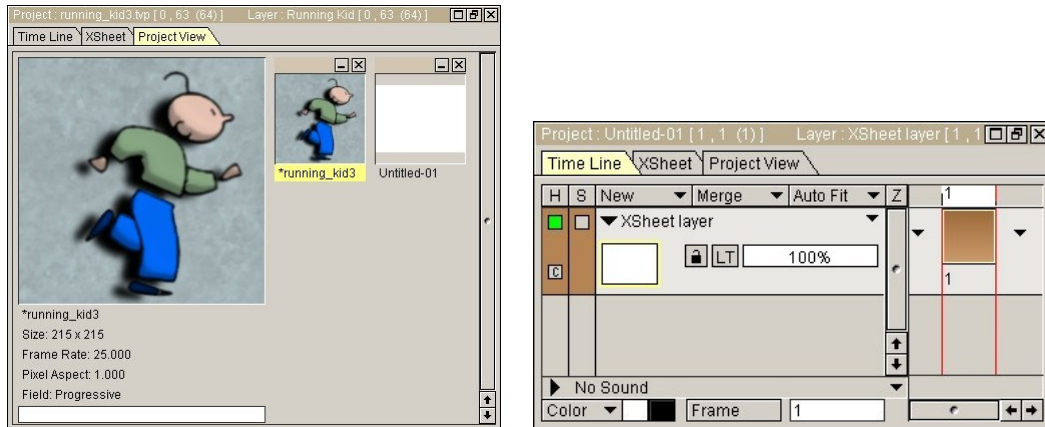 Project : running_kid3.tvp [ 0 , 63 (64) ] Layer : Running Kid [ 0 , 63 (64) ]
Time Line XSheet Project View
*running_kid3 Untitled-01
*running_kid3
Size: 215 x 215
Frame Rate: 25.000
Pixel Aspect: 1.000
Field: Progressive
Project : Untitled-01 [ 1 , 1 (1) ] Layer : XSheet layer [ 1 , 1
Time Line XSheet Project View
H S New Merge Auto Fit Z 1
XSheet layer
LT 100%
C 1
No Sound
Color Frame 1